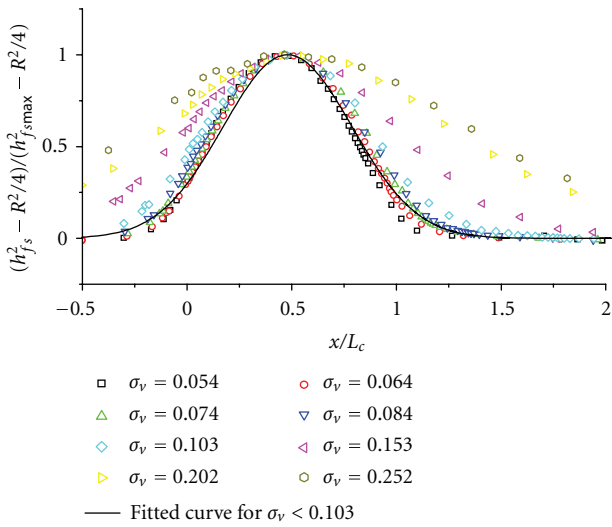 (h²fs − R²/4)/(h²fsmax − R²/4)
1
0.5
0
−0.5 0 0.5 1 1.5 2
x/Lc
σv = 0.054 σv = 0.064
σv = 0.074 σv = 0.084
σv = 0.103 σv = 0.153
σv = 0.202 σv = 0.252
Fitted curve for σv < 0.103